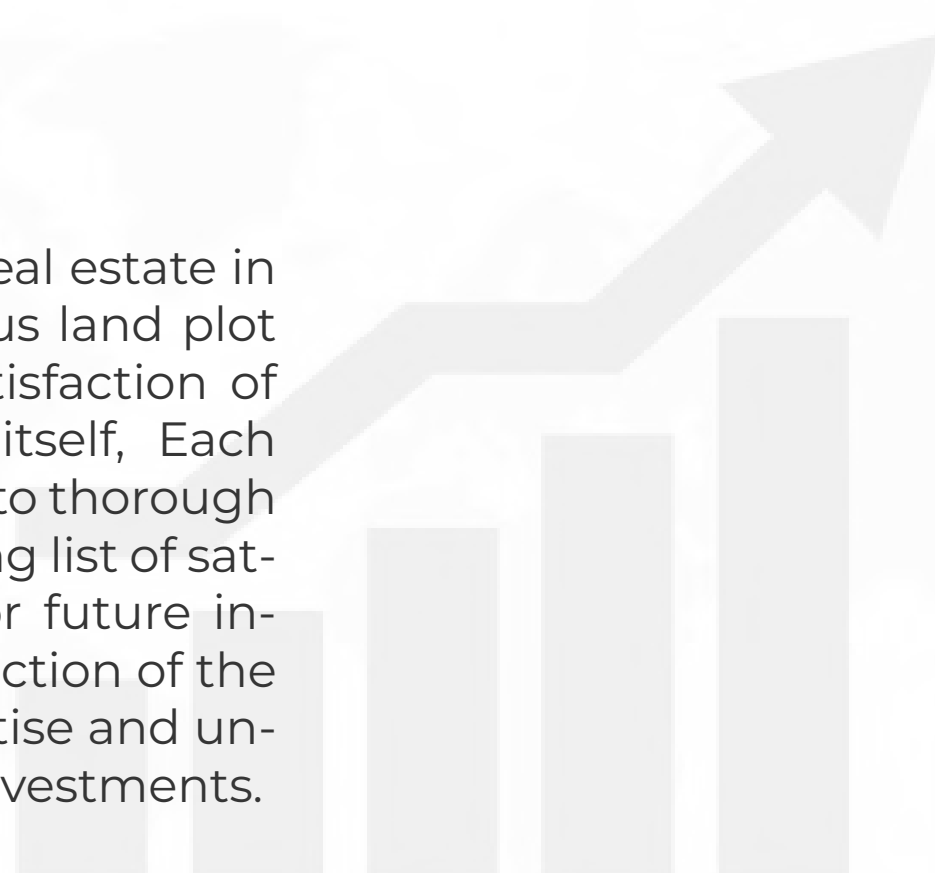 eal estate in
us land plot
tisfaction of
itself, Each
to thorough
g list of sat-
r future in-
ction of the
tise and un-
vestments.